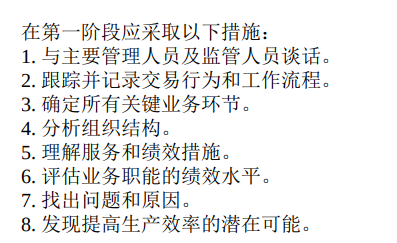 在第一阶段应采取以下措施：
1. 与主要管理人员及监管人员谈话。
2. 跟踪并记录交易行为和工作流程。
3. 确定所有关键业务环节。
4. 分析组织结构。
5. 理解服务和绩效措施。
6. 评估业务职能的绩效水平。
7. 找出问题和原因。
8. 发现提高生产效率的潜在可能。